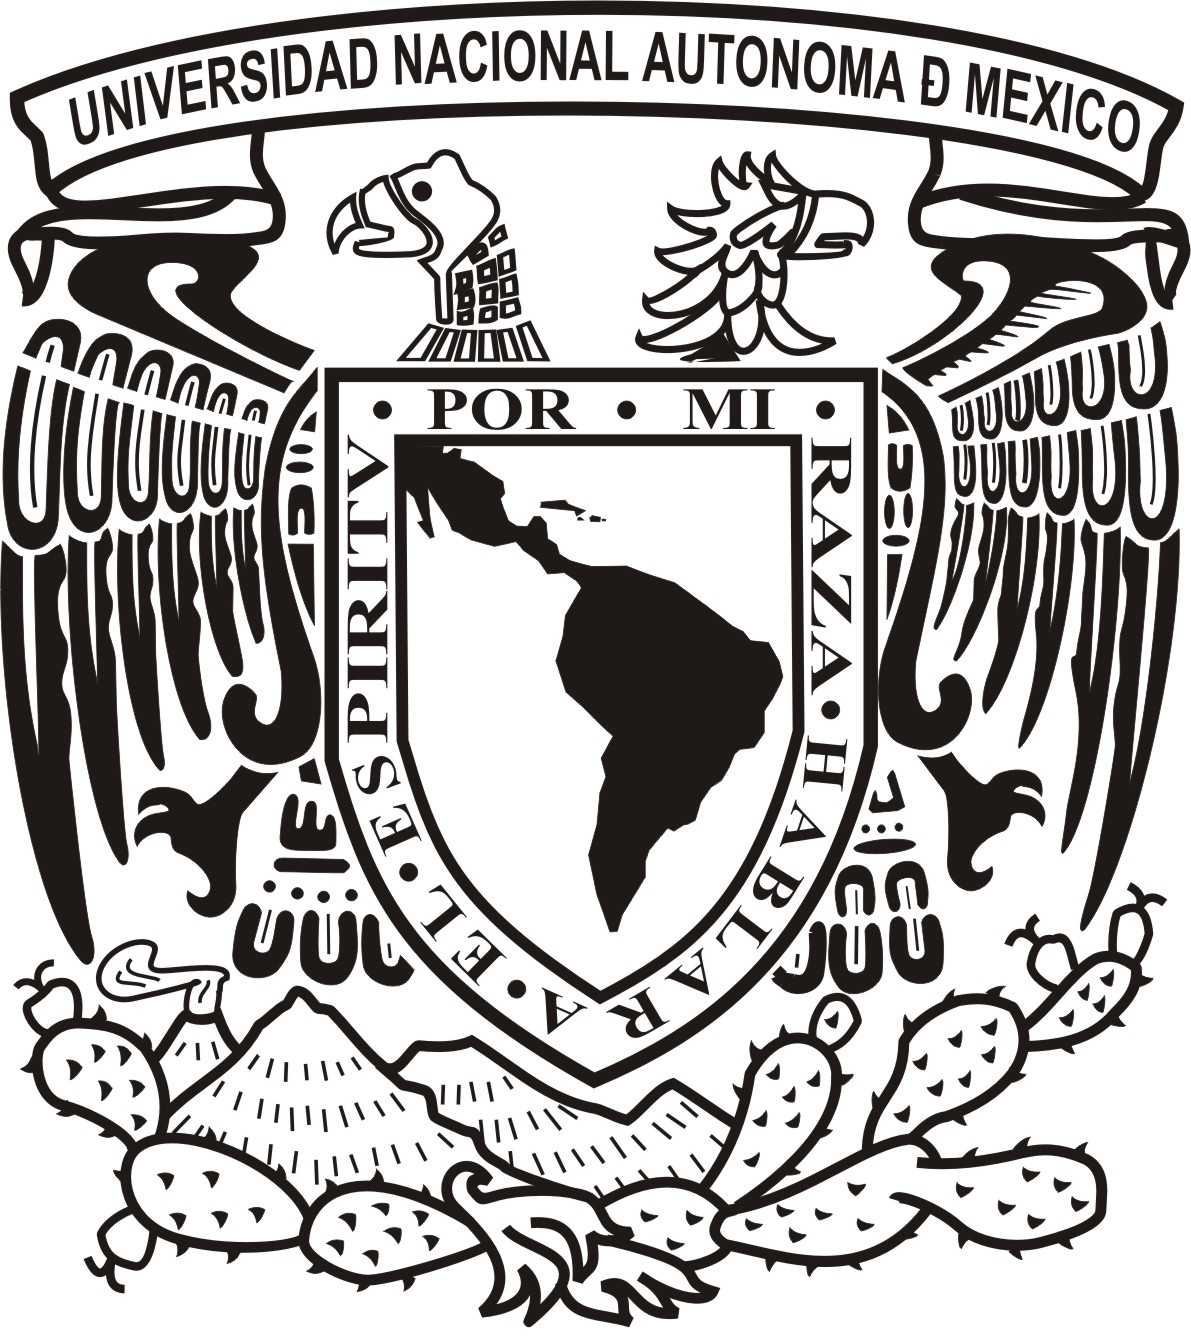 UNIVERSIDAD NACIONAL AUTONOMA Đ MEXICO
• POR • MI •
RAZA • HABLARA •
EL • ESPIRITV